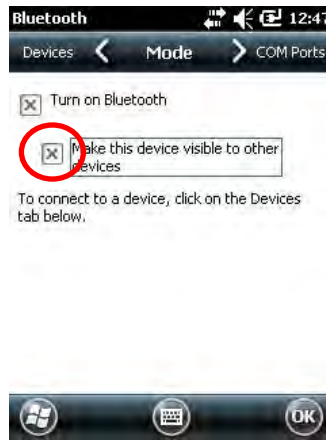 Bluetooth 12:47
Devices Mode COM Ports
Turn on Bluetooth
Make this device visible to other
devices
To connect to a device, click on the Devices
tab below.
OK